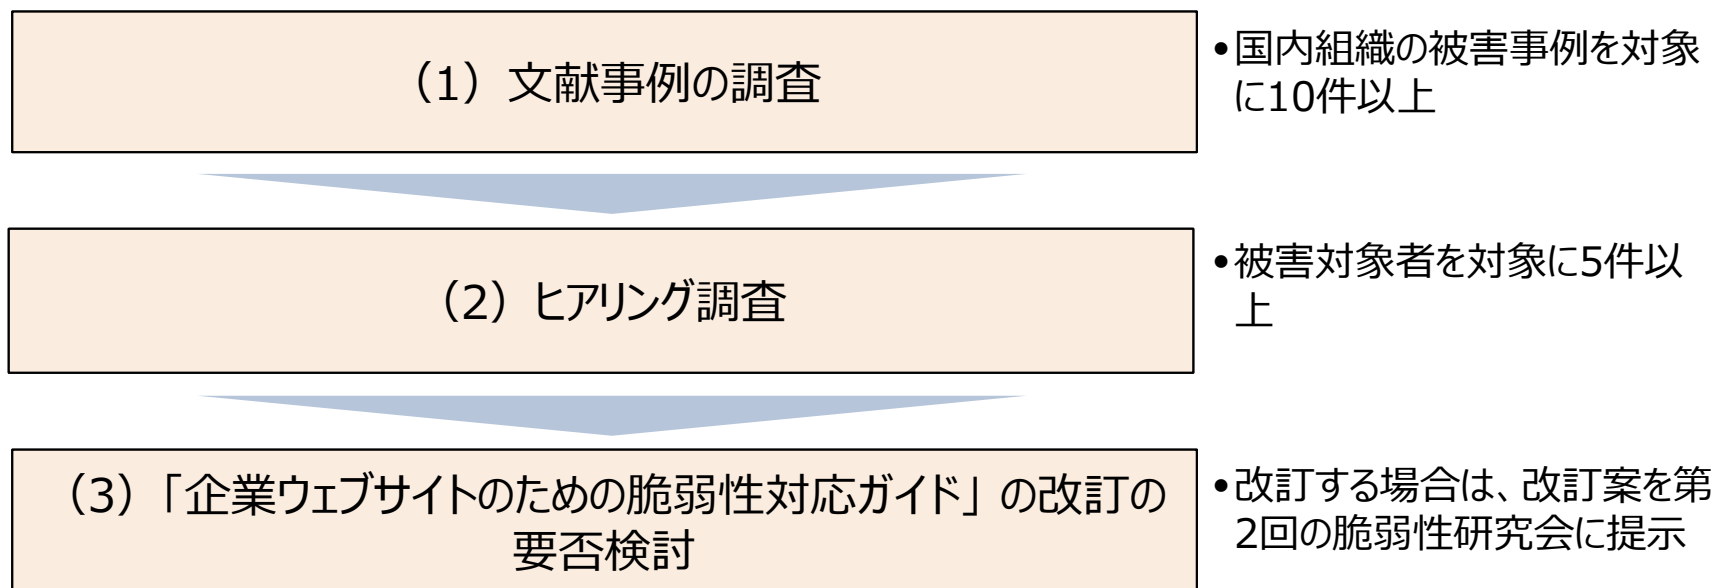 （1）文献事例の調査
•国内組織の被害事例を対象
に10件以上
（2）ヒアリング調査
•被害対象者を対象に5件以
上
（3）「企業ウェブサイトのための脆弱性対応ガイド」の改訂の
要否検討
•改訂する場合は、改訂案を第
2回の脆弱性研究会に提示